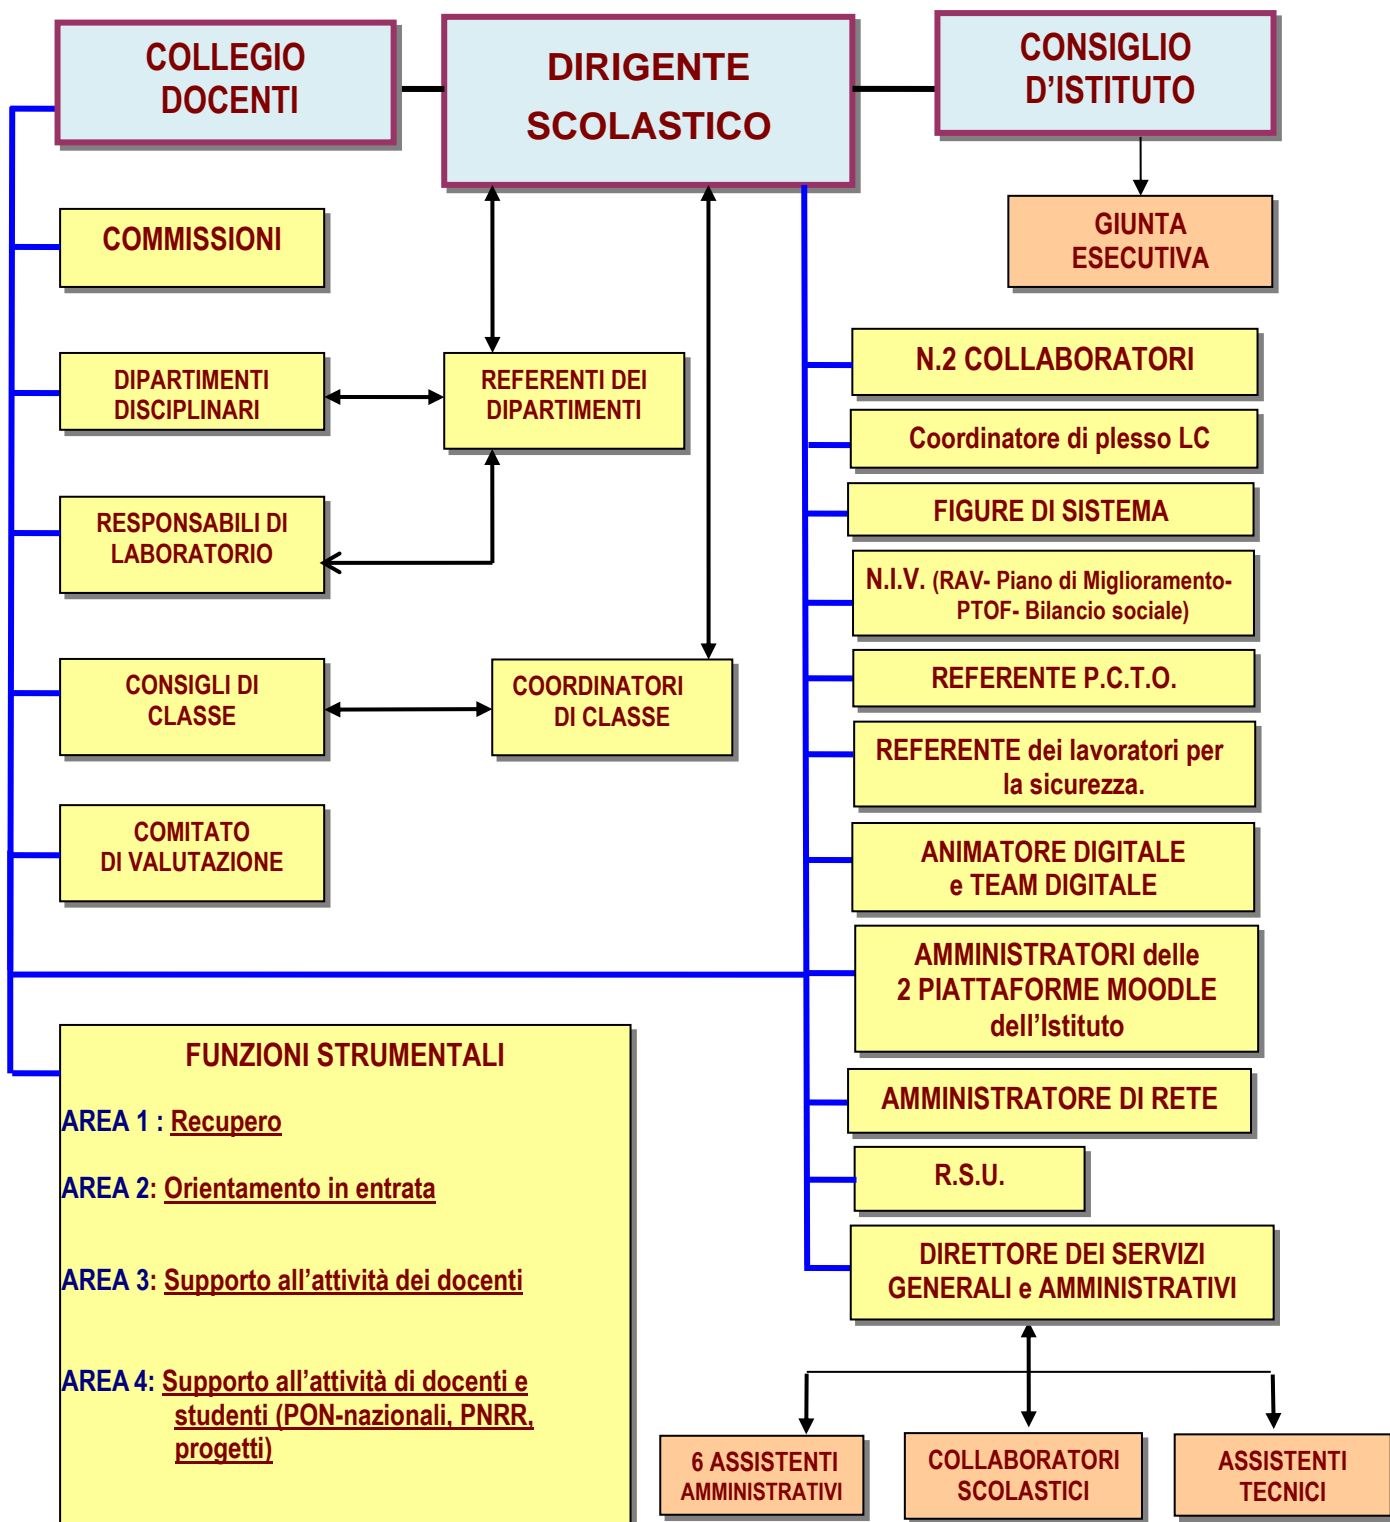 COLLEGIO
DOCENTI
DIRIGENTE
SCOLASTICO
CONSIGLIO
D’ISTITUTO
GIUNTA
ESECUTIVA
COMMISSIONI
DIPARTIMENTI
DISCIPLINARI
REFERENTI DEI
DIPARTIMENTI
RESPONSABILI DI
LABORATORIO
CONSIGLI DI
CLASSE
COORDINATORI
DI CLASSE
COMITATO
DI VALUTAZIONE
N.2 COLLABORATORI
Coordinatore di plesso LC
FIGURE DI SISTEMA
N.I.V. (RAV- Piano di Miglioramento-
PTOF- Bilancio sociale)
REFERENTE P.C.T.O.
REFERENTE dei lavoratori per
la sicurezza.
ANIMATORE DIGITALE
e TEAM DIGITALE
AMMINISTRATORI delle
2 PIATTAFORME MOODLE
dell’Istituto
AMMINISTRATORE DI RETE
R.S.U.
DIRETTORE DEI SERVIZI
GENERALI e AMMINISTRATIVI
FUNZIONI STRUMENTALI
AREA 1 : Recupero
AREA 2: Orientamento in entrata
AREA 3: Supporto all’attività dei docenti
AREA 4: Supporto all’attività di docenti e
studenti (PON-nazionali, PNRR,
progetti)
6 ASSISTENTI
AMMINISTRATIVI
COLLABORATORI
SCOLASTICI
ASSISTENTI
TECNICI